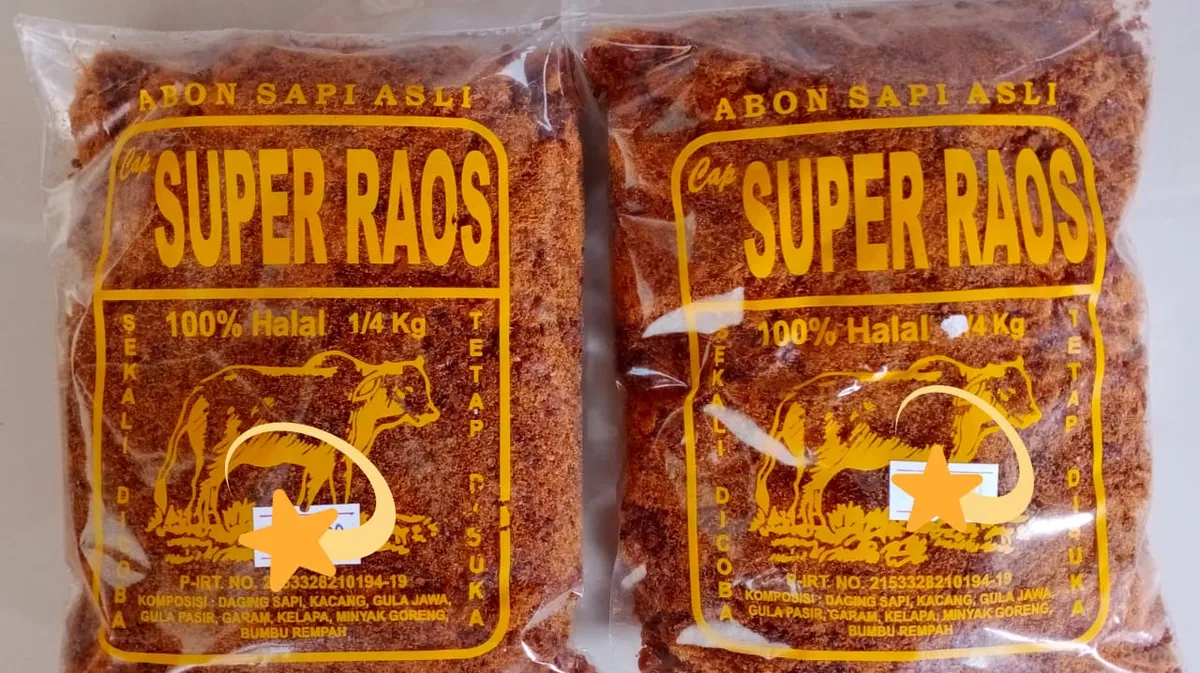 ABON SAPI ASLI
Cap
SUPER RAOS
100% Halal 1/4 Kg
SEKALI DICOBA
TETAP DISUKA
P-IRT. NO. 2153328210194-19
KOMPOSISI : DAGING SAPI, KACANG, GULA JAWA,
GULA PASIR, GARAM, KELAPA, MINYAK GORENG,
BUMBU REMPAH
ABON SAPI ASLI
Cap
SUPER RAOS
100% Halal 1/4 Kg
SEKALI DICOBA
TETAP DISUKA
P-IRT. NO. 2153328210194-19
KOMPOSISI : DAGING SAPI, KACANG, GULA JAWA,
GULA PASIR, GARAM, KELAPA, MINYAK GORENG,
BUMBU REMPAH